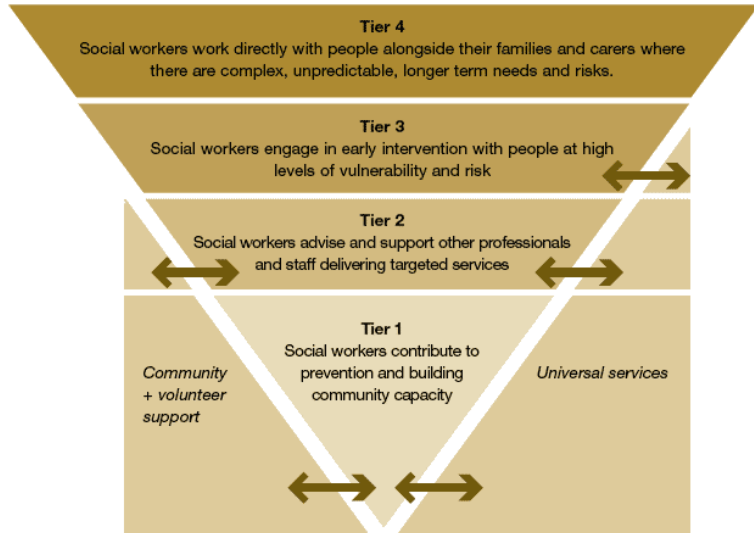 Tier 4
Social workers work directly with people alongside their families and carers where
there are complex, unpredictable, longer term needs and risks.
Tier 3
Social workers engage in early intervention with people at high
levels of vulnerability and risk
Tier 2
Social workers advise and support other professionals
and staff delivering targeted services
Tier 1
Social workers contribute to
prevention and building
community capacity
Community
+ volunteer
support
Universal services